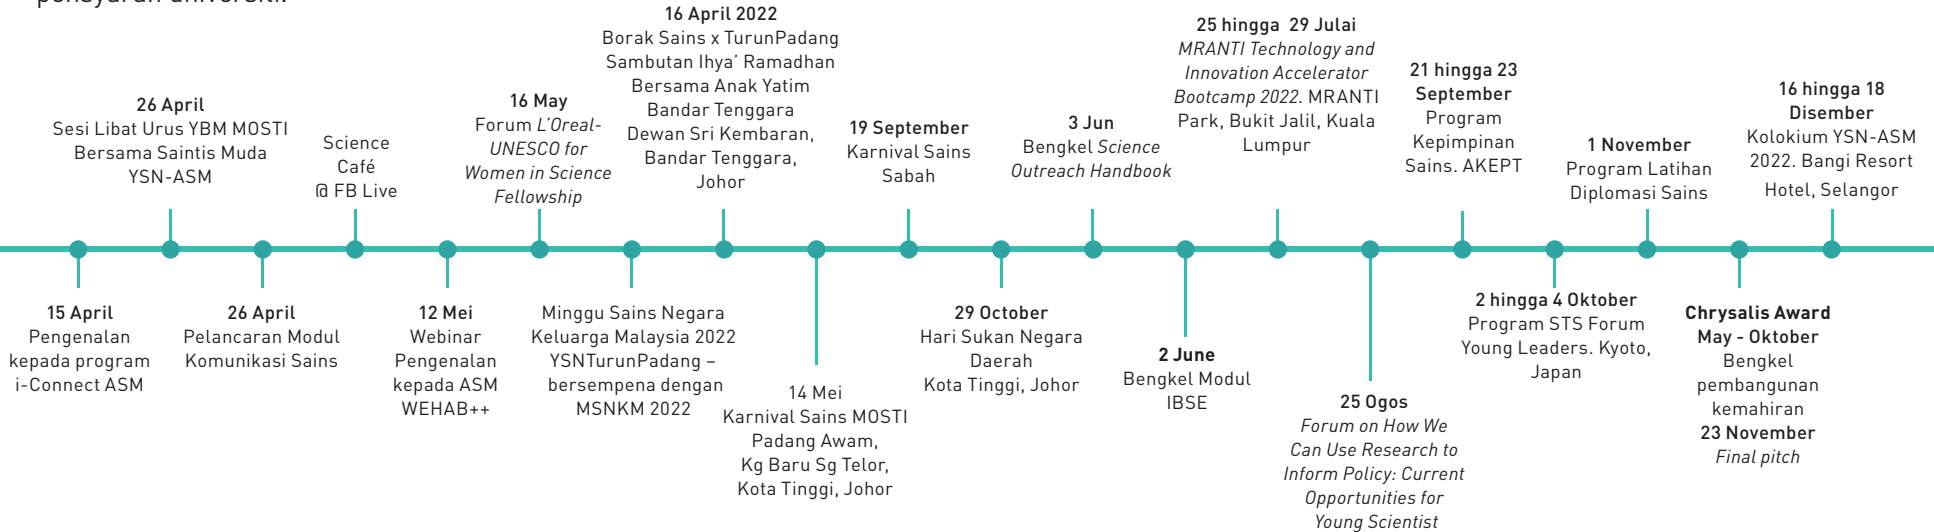 15 April
Pengenalan
kepada program
i-Connect ASM
26 April
Sesi Libat Urus YBM MOSTI
Bersama Saintis Muda
YSN-ASM
26 April
Pelancaran Modul
Komunikasi Sains
Science
Café
@ FB Live
12 Mei
Webinar
Pengenalan
kepada ASM
WEHAB++
16 May
Forum L'Oreal-
UNESCO for
Women in Science
Fellowship
Minggu Sains Negara
Keluarga Malaysia 2022
YSNTurunPadang –
bersempena dengan
MSNKM 2022
16 April 2022
Borak Sains x TurunPadang
Sambutan Ihya' Ramadhan
Bersama Anak Yatim
Bandar Tenggara
Dewan Sri Kembaran,
Bandar Tenggara,
Johor
14 Mei
Karnival Sains MOSTI
Padang Awam,
Kg Baru Sg Telor,
Kota Tinggi, Johor
19 September
Karnival Sains
Sabah
29 October
Hari Sukan Negara
Daerah
Kota Tinggi, Johor
3 Jun
Bengkel Science
Outreach Handbook
2 June
Bengkel Modul
IBSE
25 hingga 29 Julai
MRANTI Technology and
Innovation Accelerator
Bootcamp 2022. MRANTI
Park, Bukit Jalil, Kuala
Lumpur
25 Ogos
Forum on How We
Can Use Research to
Inform Policy: Current
Opportunities for
Young Scientist
21 hingga 23
September
Program
Kepimpinan
Sains. AKEPT
2 hingga 4 Oktober
Program STS Forum
Young Leaders. Kyoto,
Japan
1 November
Program Latihan
Diplomasi Sains
Chrysalis Award
May - Oktober
Bengkel
pembangunan
kemahiran
23 November
Final pitch
16 hingga 18
Disember
Kolokium YSN-ASM
2022. Bangi Resort
Hotel, Selangor